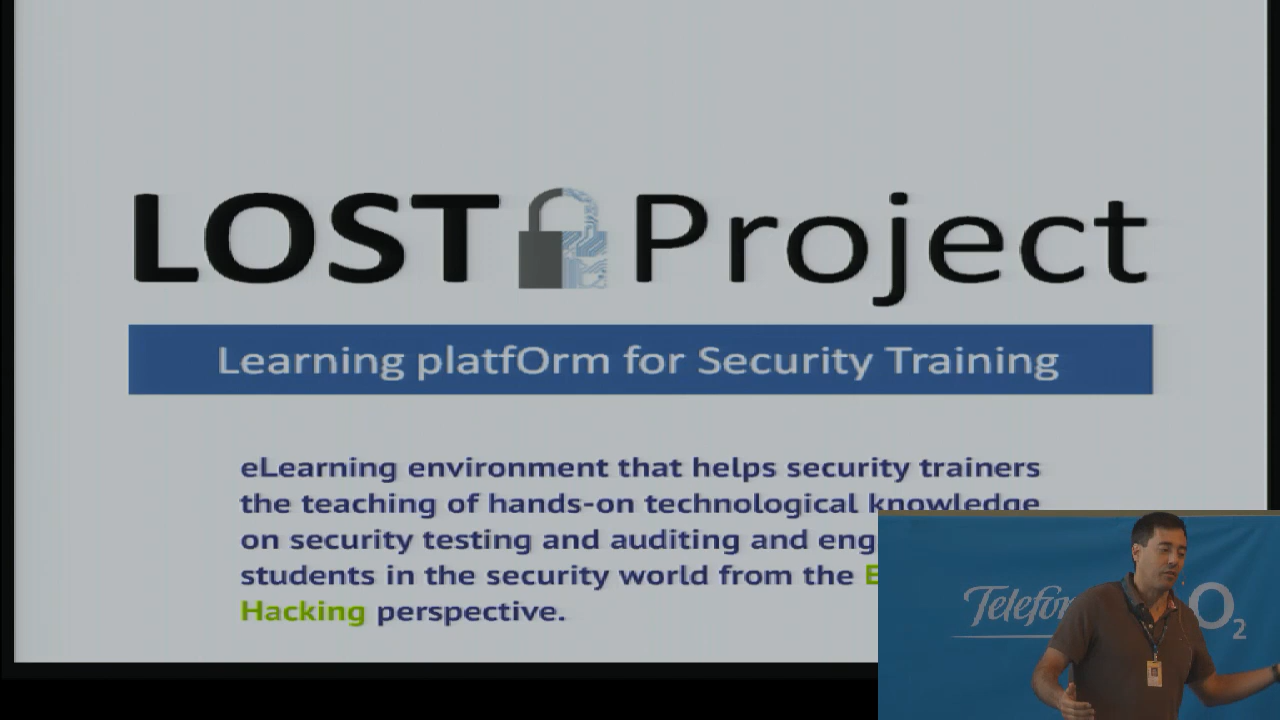 LOST Project
Learning platfOrm for Security Training
eLearning environment that helps security trainers
the teaching of hands-on technological knowledge
on security testing and auditing and
students in the security world from the
Hacking perspective.
O2